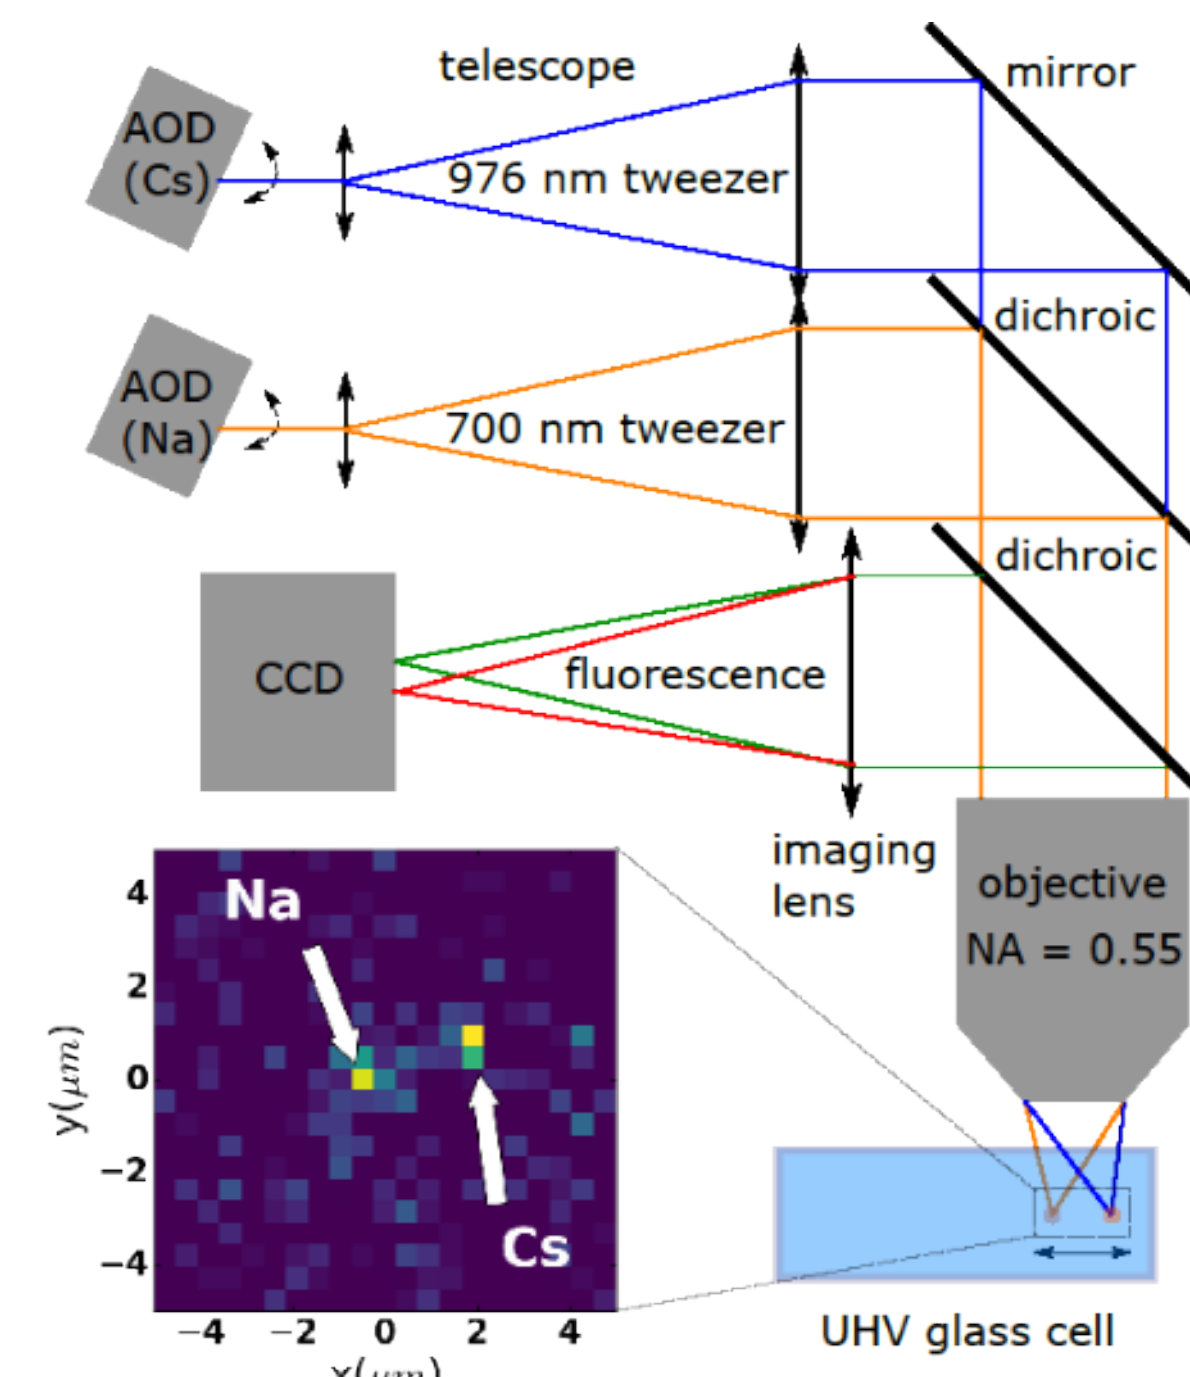 telescope
mirror
AOD
(Cs)
976 nm tweezer
dichroic
AOD
(Na)
700 nm tweezer
dichroic
CCD
fluorescence
imaging
lens
objective
NA = 0.55
Na
Cs
4
2
0
−2
−4
y(μm)
−4 −2 0 2 4
x(μm)
UHV glass cell